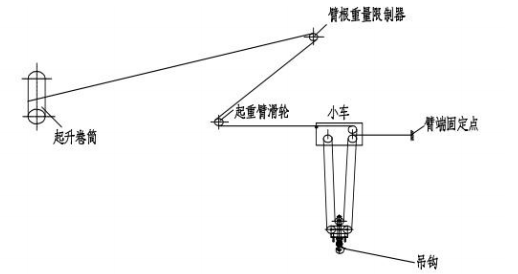 臂根重量限制器
起重臂滑轮
小车
臂端固定点
起升卷筒
吊钩